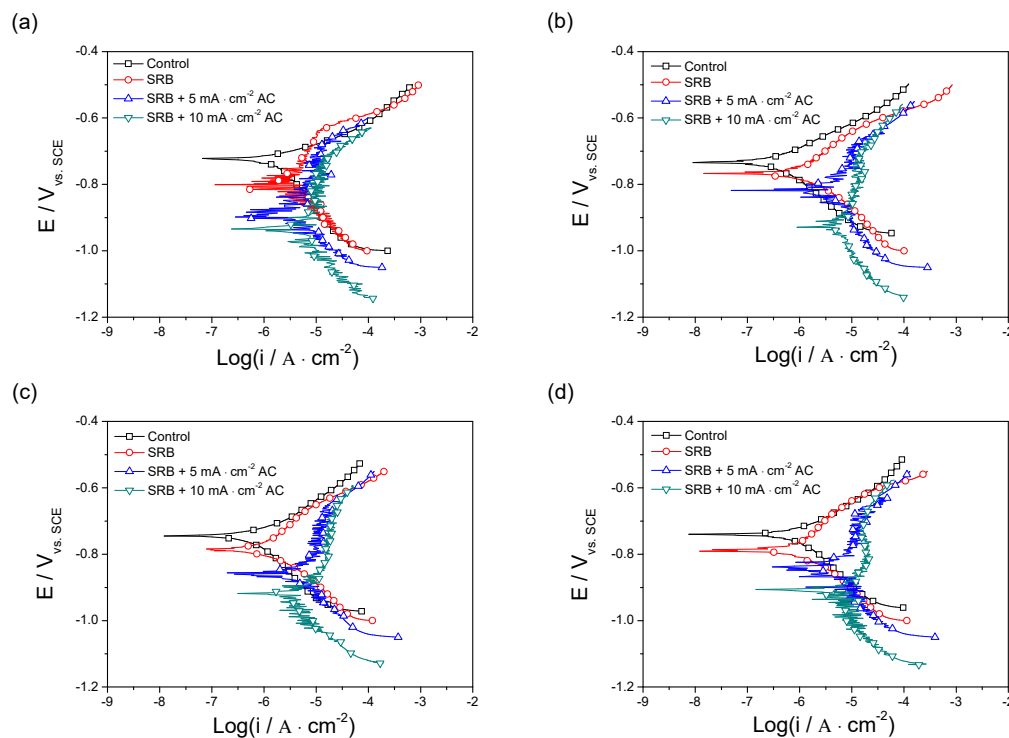 (a)
Control
SRB
SRB + 5 mA · cm-2 AC
SRB + 10 mA · cm-2 AC
-0.4
-0.6
-0.8
-1.0
-1.2
E / V vs. SCE
-9 -8 -7 -6 -5 -4 -3 -2
Log(i / A · cm-2)
(b)
Control
SRB
SRB + 5 mA · cm-2 AC
SRB + 10 mA · cm-2 AC
-0.4
-0.6
-0.8
-1.0
-1.2
E / V vs. SCE
-9 -8 -7 -6 -5 -4 -3 -2
Log(i / A · cm-2)
(c)
Control
SRB
SRB + 5 mA · cm-2 AC
SRB + 10 mA · cm-2 AC
-0.4
-0.6
-0.8
-1.0
-1.2
E / V vs. SCE
-9 -8 -7 -6 -5 -4 -3 -2
Log(i / A · cm-2)
(d)
Control
SRB
SRB + 5 mA · cm-2 AC
SRB + 10 mA · cm-2 AC
-0.4
-0.6
-0.8
-1.0
-1.2
E / V vs. SCE
-9 -8 -7 -6 -5 -4 -3 -2
Log(i / A · cm-2)